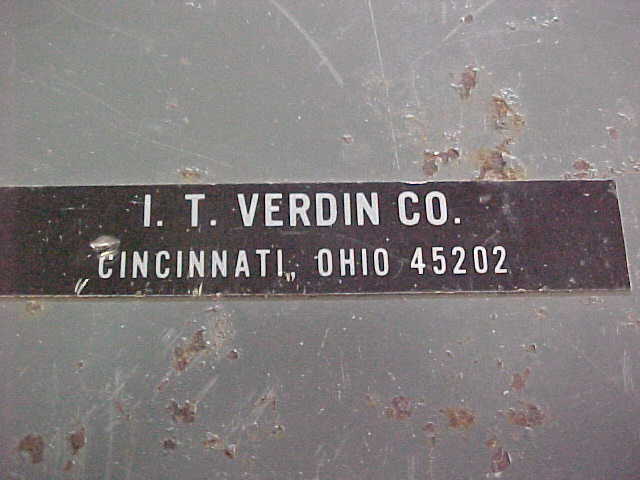 I. T. VERDIN CO.
CINCINNATI, OHIO 45202